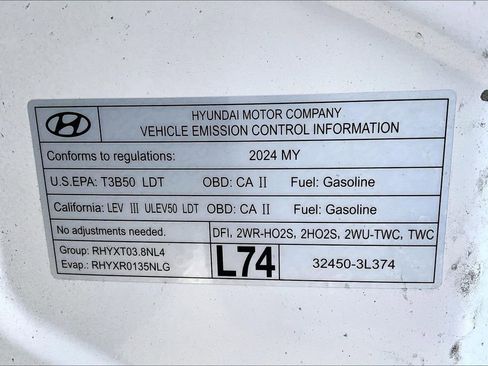 HYUNDAI MOTOR COMPANY
VEHICLE EMISSION CONTROL INFORMATION
Conforms to regulations: 2024 MY
U.S.EPA: T3B50 LDT OBD: CA II Fuel: Gasoline
California: LEV III ULEV50 LDT OBD: CA II Fuel: Gasoline
No adjustments needed. DFI, 2WR-HO2S, 2HO2S, 2WU-TWC, TWC
Group: RHYXT03.8NL4
Evap.: RHYXR0135NLG
L74
32450-3L374